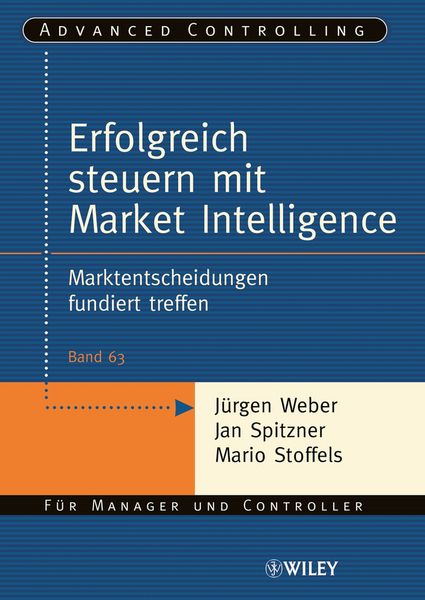 Advanced Controlling
Erfolgreich
steuern mit
Market Intelligence
Marktentscheidungen
fundiert treffen
Band 63
Jürgen Weber
Jan Spitzner
Mario Stoffels
Für Manager und Controller
WILEY